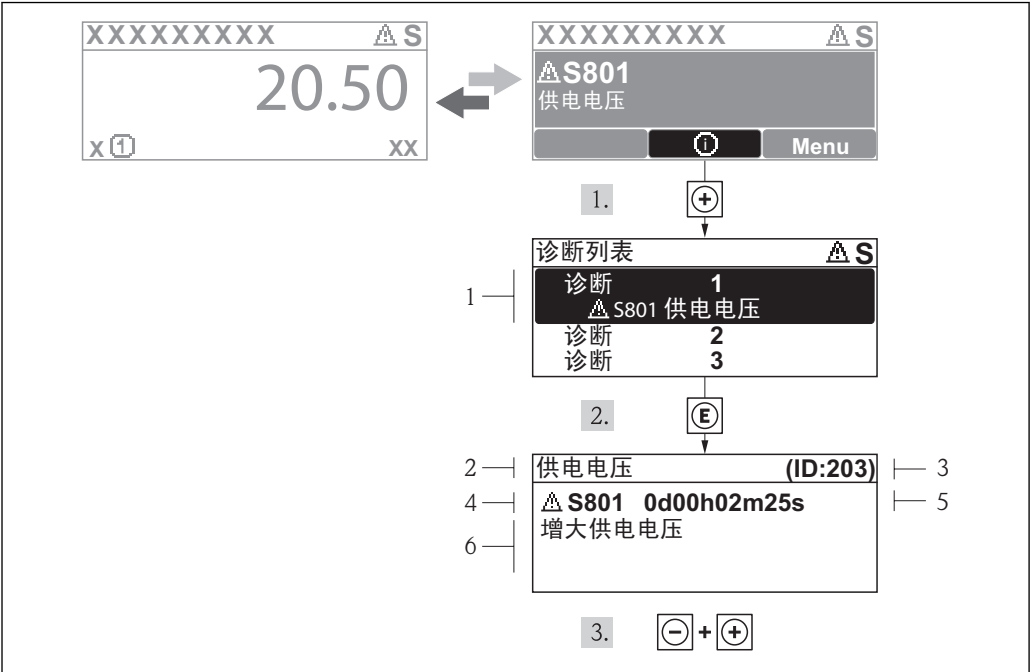 XXXXXXXXX ⚠ S
20.50
x ① xx
XXXXXXXXX ⚠ S
⚠ S801
供电电压
ⓘ Menu
1. +
诊断列表 ⚠ S
诊断 1
⚠ S801 供电电压
诊断 2
诊断 3
1
2. E
2 供电电压 (ID:203) 3
4 ⚠ S801 0d00h02m25s 5
6 增大供电电压
3. - + +